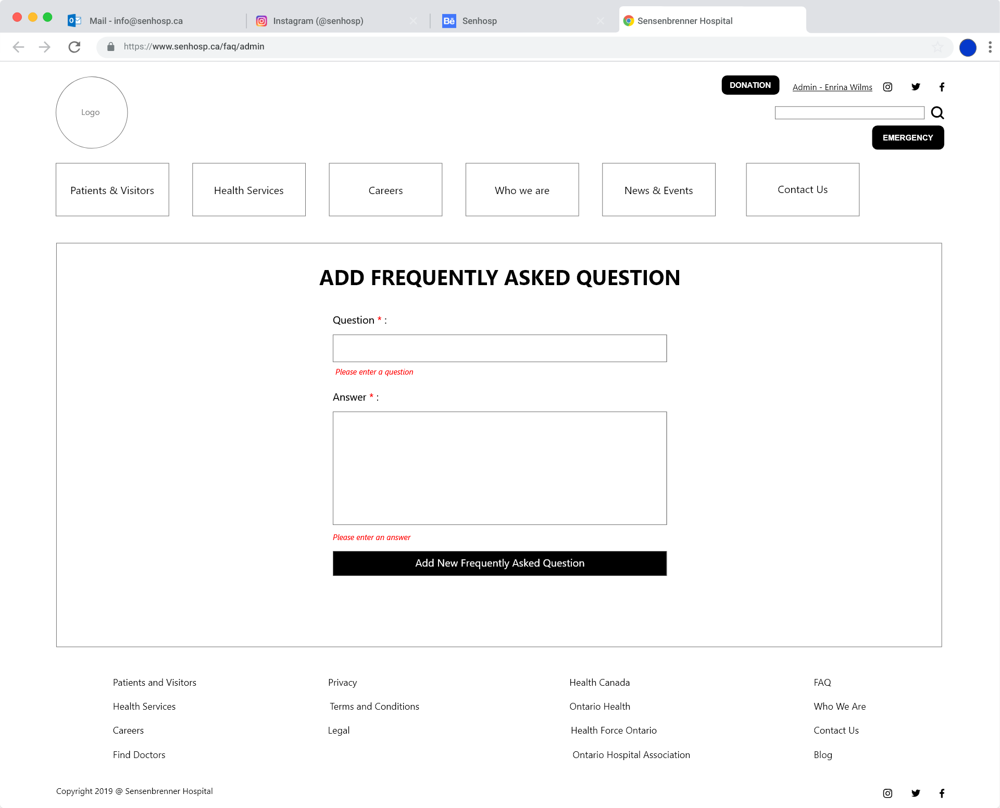 Mail - info@senhosp.ca
Instagram (@senhosp)
Bē
Senhosp
Sensenbrenner Hospital
https://www.senhosp.ca/faq/admin
Logo
DONATION
Admin - Enrina Wilms
EMERGENCY
Patients & Visitors
Health Services
Careers
Who we are
News & Events
Contact Us
ADD FREQUENTLY ASKED QUESTION
Question * :
Please enter a question
Answer * :
Please enter an answer
Add New Frequently Asked Question
Patients and Visitors
Health Services
Careers
Find Doctors
Privacy
Terms and Conditions
Legal
Health Canada
Ontario Health
Health Force Ontario
Ontario Hospital Association
FAQ
Who We Are
Contact Us
Blog
Copyright 2019 @ Sensenbrenner Hospital